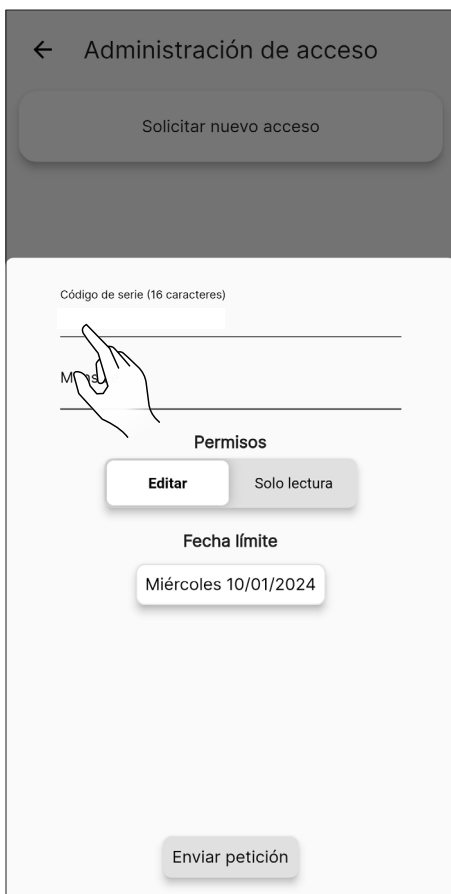 Administración de acceso
Solicitar nuevo acceso
Código de serie (16 caracteres)
Permisos
Editar
Solo lectura
Fecha límite
Miércoles 10/01/2024
Enviar petición